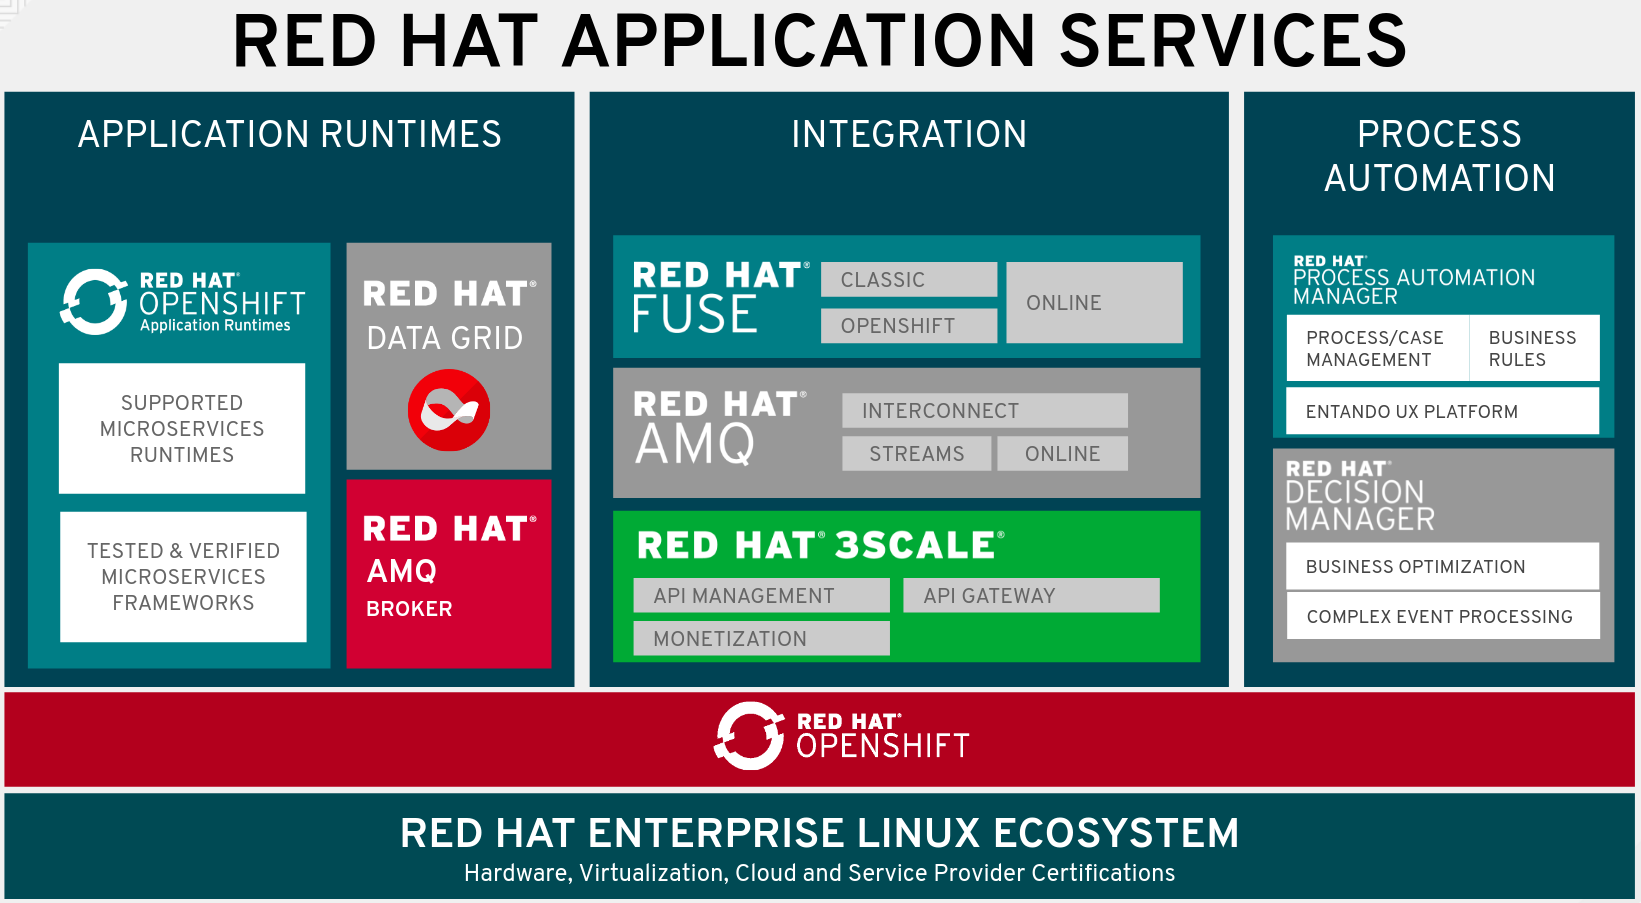 RED HAT APPLICATION SERVICES
APPLICATION RUNTIMES
RED HAT®
OPENSHIFT
Application Runtimes
SUPPORTED
MICROSERVICES
RUNTIMES
TESTED & VERIFIED
MICROSERVICES
FRAMEWORKS
RED HAT®
DATA GRID
RED HAT®
AMQ
BROKER
INTEGRATION
RED HAT®
FUSE
CLASSIC
OPENSHIFT
ONLINE
RED HAT®
AMQ
INTERCONNECT
STREAMS
ONLINE
RED HAT® 3SCALE®
API MANAGEMENT
API GATEWAY
MONETIZATION
PROCESS
AUTOMATION
RED HAT®
PROCESS AUTOMATION
MANAGER
PROCESS/CASE
MANAGEMENT
BUSINESS
RULES
ENTANDO UX PLATFORM
RED HAT®
DECISION
MANAGER
BUSINESS OPTIMIZATION
COMPLEX EVENT PROCESSING
RED HAT®
OPENSHIFT
RED HAT ENTERPRISE LINUX ECOSYSTEM
Hardware, Virtualization, Cloud and Service Provider Certifications